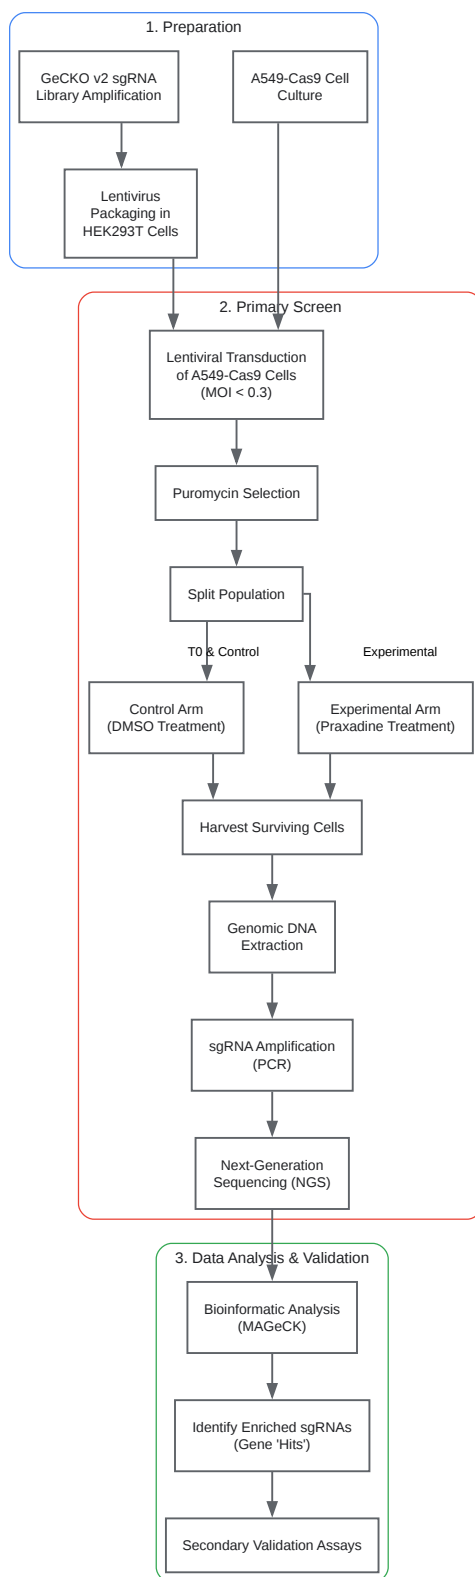 1. Preparation
GeCKO v2 sgRNA
Library Amplification
A549-Cas9 Cell
Culture
Lentivirus
Packaging in
HEK293T Cells
2. Primary Screen
Lentiviral Transduction
of A549-Cas9 Cells
(MOI < 0.3)
Puromycin Selection
Split Population
T0 & Control
Experimental
Control Arm
(DMSO Treatment)
Experimental Arm
(Praxadine Treatment)
Harvest Surviving Cells
Genomic DNA
Extraction
sgRNA Amplification
(PCR)
Next-Generation
Sequencing (NGS)
3. Data Analysis & Validation
Bioinformatic Analysis
(MAGeCK)
Identify Enriched sgRNAs
(Gene 'Hits')
Secondary Validation Assays